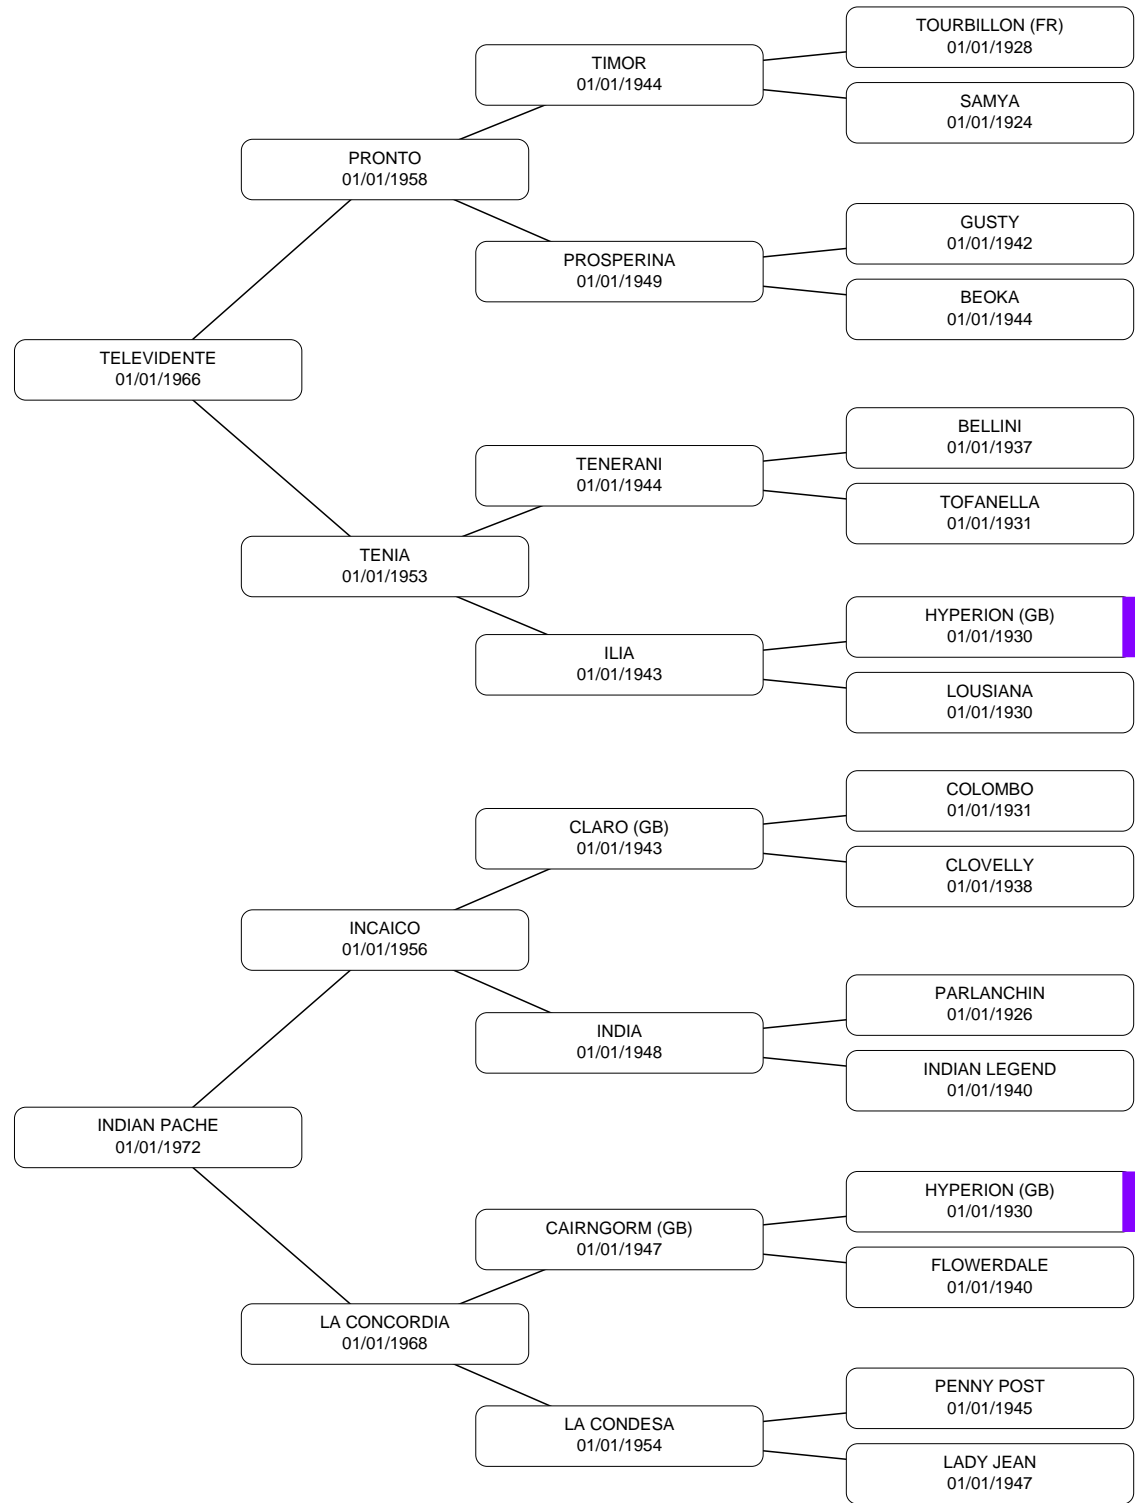 TOURBILLON (FR)
01/01/1928
TIMOR
01/01/1944
SAMYA
01/01/1924
PRONTO
01/01/1958
GUSTY
01/01/1942
PROSPERINA
01/01/1949
BEOKA
01/01/1944
TELEVIDENTE
01/01/1966
BELLINI
01/01/1937
TENERANI
01/01/1944
TOFANELLA
01/01/1931
TENIA
01/01/1953
HYPERION (GB)
01/01/1930
ILIA
01/01/1943
LOUSIANA
01/01/1930
COLOMBO
01/01/1931
CLARO (GB)
01/01/1943
CLOVELLY
01/01/1938
INCAICO
01/01/1956
PARLANCHIN
01/01/1926
INDIA
01/01/1948
INDIAN LEGEND
01/01/1940
INDIAN PACHE
01/01/1972
HYPERION (GB)
01/01/1930
CAIRNGORM (GB)
01/01/1947
FLOWERDALE
01/01/1940
LA CONCORDIA
01/01/1968
PENNY POST
01/01/1945
LA CONDESA
01/01/1954
LADY JEAN
01/01/1947